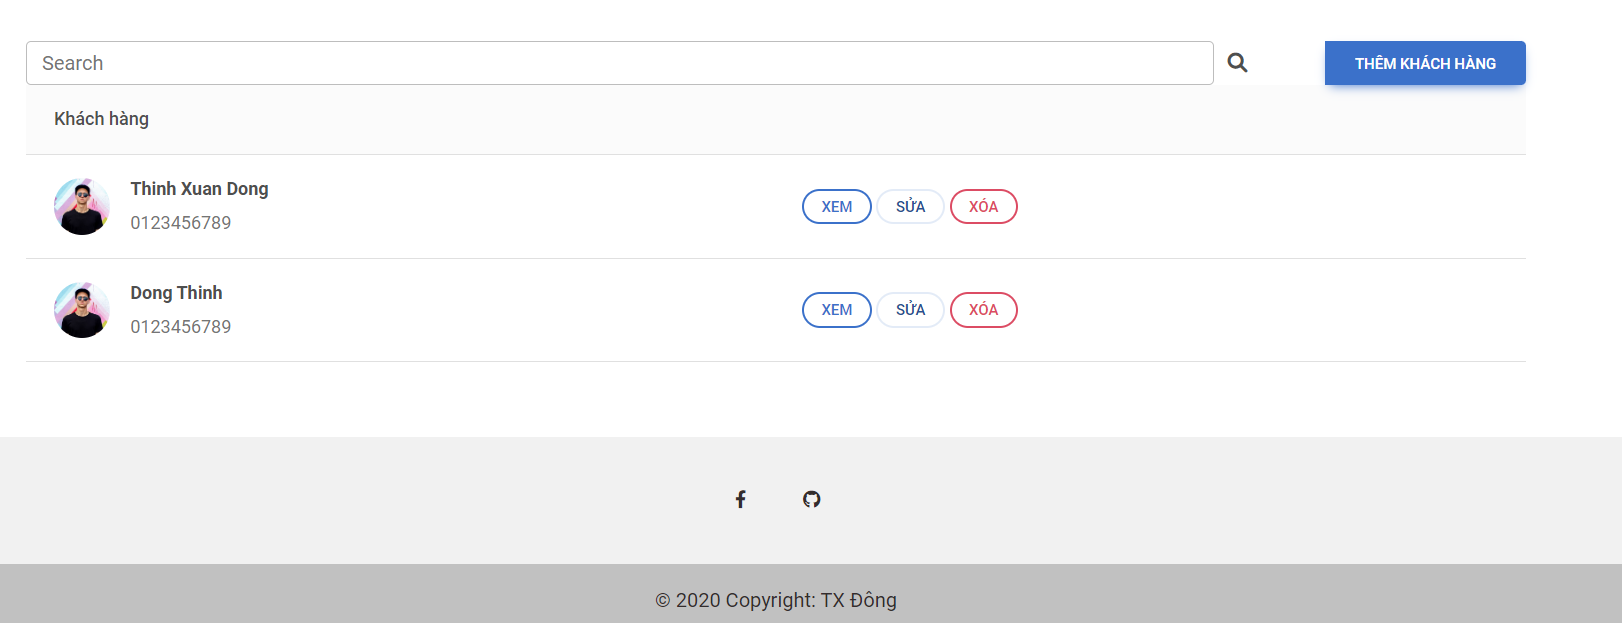 Search
THÊM KHÁCH HÀNG
Khách hàng
Thinh Xuan Dong
0123456789
XEM SỬA XÓA
Dong Thinh
0123456789
XEM SỬA XÓA
© 2020 Copyright: TX Đông